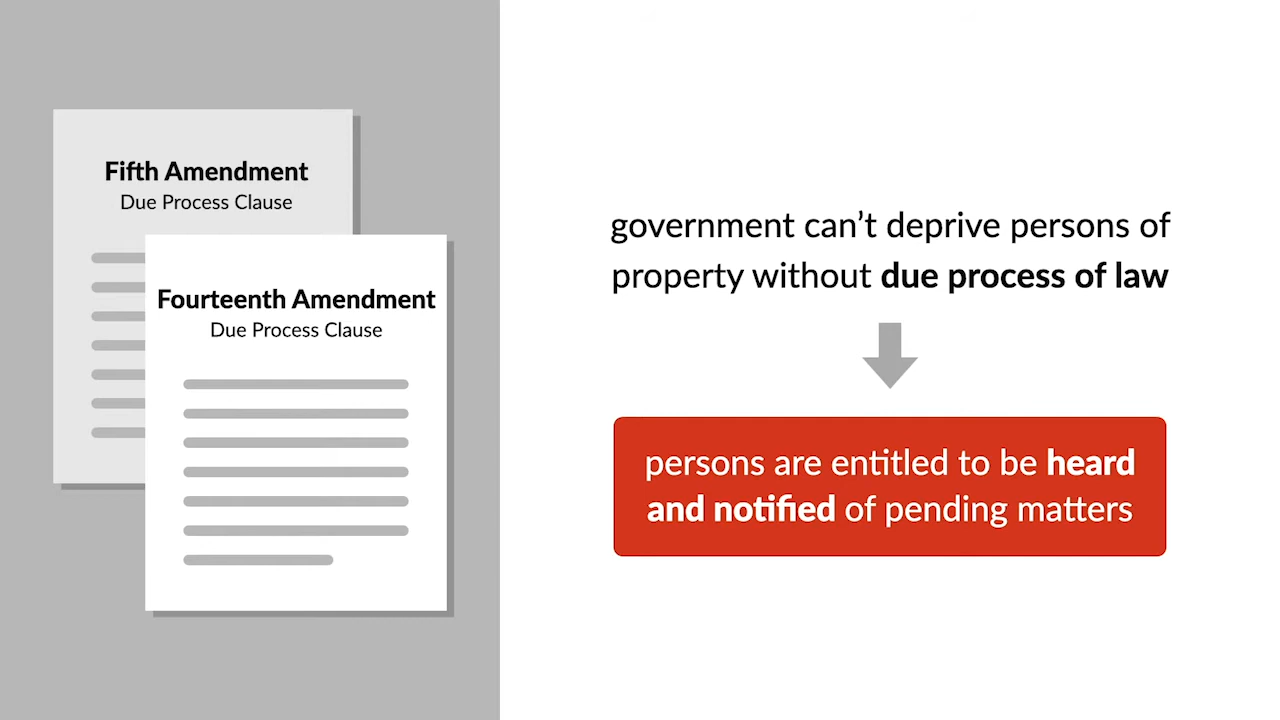 Fifth Amendment
Due Process Clause
Fourteenth Amendment
Due Process Clause
government can’t deprive persons of
property without due process of law
persons are entitled to be heard
and notified of pending matters